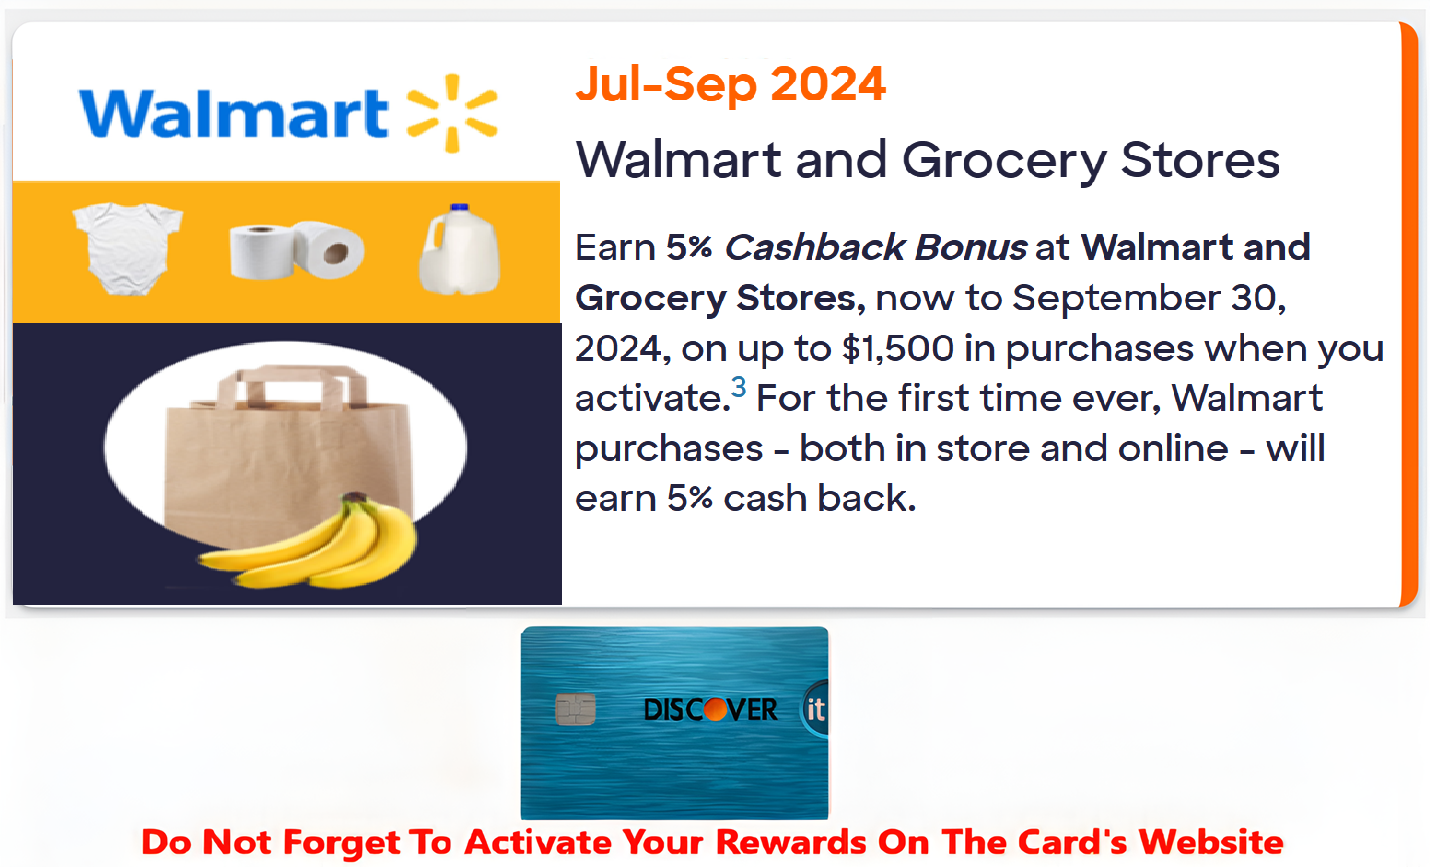 Walmart
Jul-Sep 2024
Walmart and Grocery Stores
Earn 5% Cashback Bonus at Walmart and
Grocery Stores, now to September 30,
2024, on up to $1,500 in purchases when you
activate.3 For the first time ever, Walmart
purchases - both in store and online - will
earn 5% cash back.
DISCOVER it
Do Not Forget To Activate Your Rewards On The Card's Website